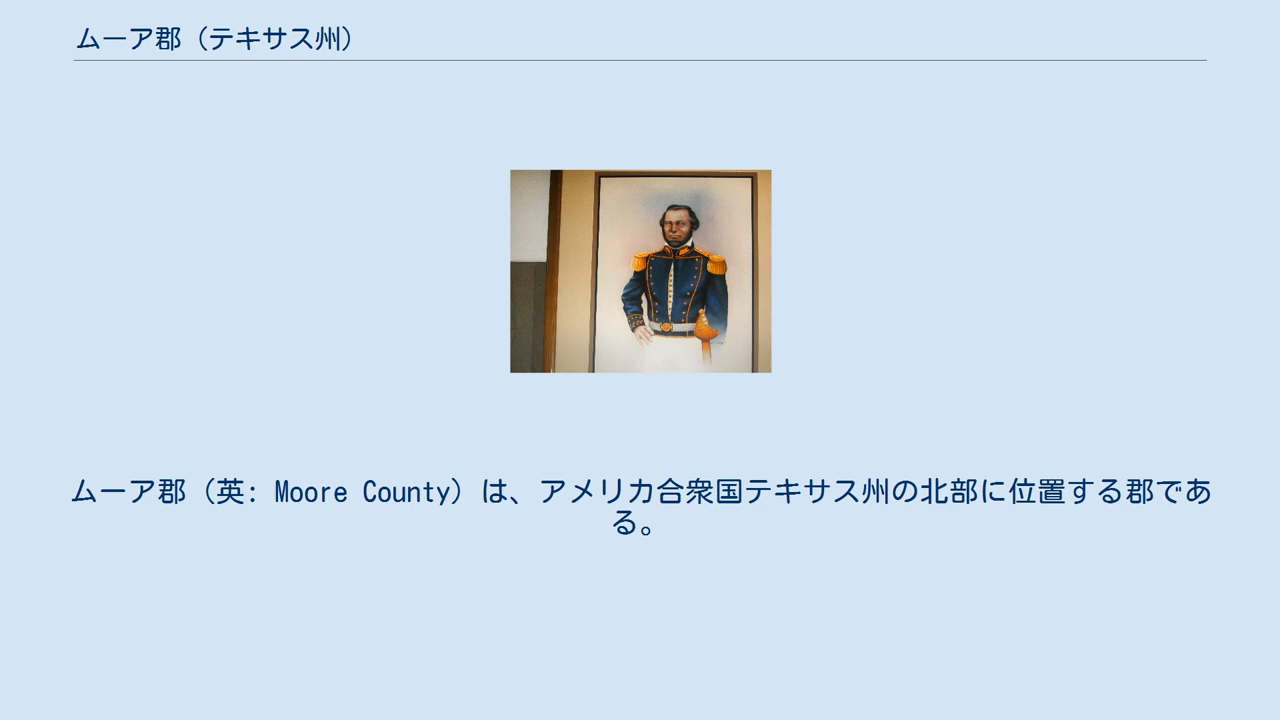 ムーア郡（テキサス州）
ムーア郡（英: Moore County）は、アメリカ合衆国テキサス州の北部に位置する郡であ
る。